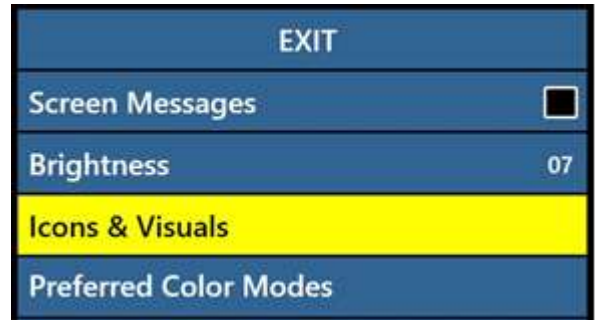 EXIT
Screen Messages
Brightness 07
Icons & Visuals
Preferred Color Modes